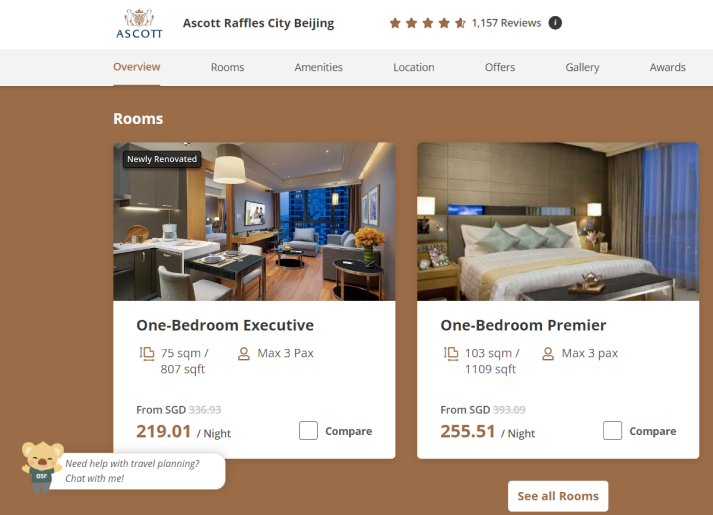 ASCOTT
Ascott Raffles City Beijing
1,157 Reviews
i
Overview
Rooms
Amenities
Location
Offers
Gallery
Awards
Rooms
Newly Renovated
One-Bedroom Executive
75 sqm /
807 sqft
Max 3 Pax
From SGD 336.93
219.01 / Night
Compare
One-Bedroom Premier
103 sqm /
1109 sqft
Max 3 pax
From SGD 393.09
255.51 / Night
Compare
asr
Need help with travel planning?
Chat with me!
See all Rooms